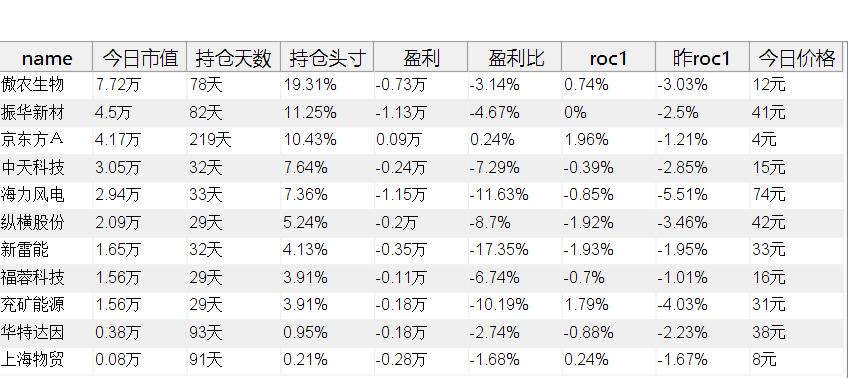 name 今日市值 持仓天数 持仓头寸 盈利 盈利比 roc1 昨roc1 今日价格
傲农生物 7.72万 78天 19.31% -0.73万 -3.14% 0.74% -3.03% 12元
振华新材 4.5万 82天 11.25% -1.13万 -4.67% 0% -2.5% 41元
京东方Ａ 4.17万 219天 10.43% 0.09万 0.24% 1.96% -1.21% 4元
中天科技 3.05万 32天 7.64% -0.24万 -7.29% -0.39% -2.85% 15元
海力风电 2.94万 33天 7.36% -1.15万 -11.63% -0.85% -5.51% 74元
纵横股份 2.09万 29天 5.24% -0.2万 -8.7% -1.92% -3.46% 42元
新雷能 1.65万 32天 4.13% -0.35万 -17.35% -1.93% -1.95% 33元
福蓉科技 1.56万 29天 3.91% -0.11万 -6.74% -0.7% -1.01% 16元
兖矿能源 1.56万 29天 3.91% -0.18万 -10.19% 1.79% -4.03% 31元
华特达因 0.38万 93天 0.95% -0.18万 -2.74% -0.88% -2.23% 38元
上海物贸 0.08万 91天 0.21% -0.28万 -1.68% 0.24% -1.67% 8元